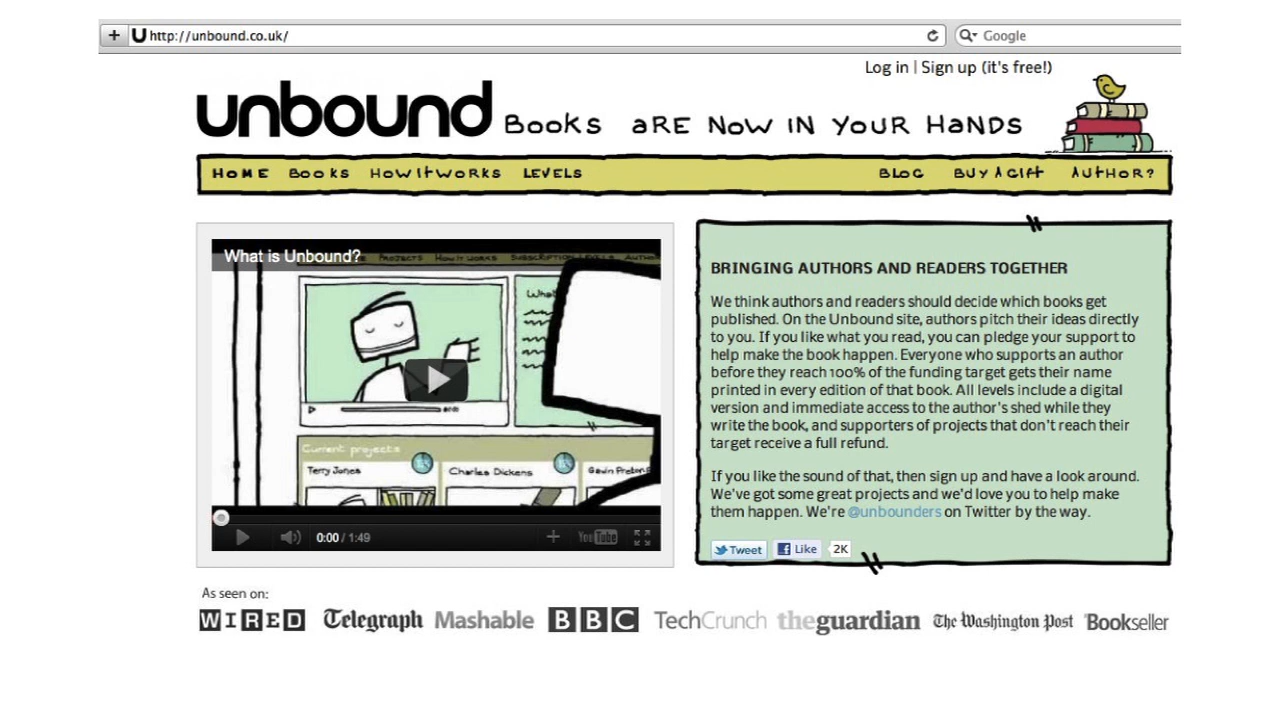 http://unbound.co.uk/
Google
Log in | Sign up (it's free!)
unbound BOOKS ARE NOW IN YOUR HANDS
HOME BOOKS HOW IT WORKS LEVELS BLOG BUY A GIFT AUTHOR?
What is Unbound?
PROJECTS HOW IT WORKS SUBSCRIPTION LEVELS
Current projects
Terry Jones Charles Dickens Gavin Preton
0:00 / 1:49 YouTube
BRINGING AUTHORS AND READERS TOGETHER
We think authors and readers should decide which books get
published. On the Unbound site, authors pitch their ideas directly
to you. If you like what you read, you can pledge your support to
help make the book happen. Everyone who supports an author
before they reach 100% of the funding target gets their name
printed in every edition of that book. All levels include a digital
version and immediate access to the author's shed while they
write the book, and supporters of projects that don't reach their
target receive a full refund.
If you like the sound of that, then sign up and have a look around.
We've got some great projects and we'd love you to help make
them happen. We're @unbounders on Twitter by the way.
Tweet Like 2K
As seen on:
WIRED Telegraph Mashable BBC TechCrunch theguardian The Washington Post Bookseller